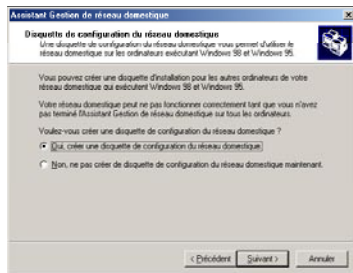 Assistant Gestion de réseau domestique
Disquette de configuration du réseau domestique
Une disquette de configuration du réseau domestique vous permet d'utiliser le
réseau domestique sur les ordinateurs exécutant Windows 98 et Windows 95.
Vous pouvez créer une disquette d'installation pour les autres ordinateurs de votre
réseau domestique qui exécutent Windows 98 et Windows 95.
Votre réseau domestique peut ne pas fonctionner correctement tant que vous n'avez
pas terminé l'Assistant Gestion de réseau domestique sur tous les ordinateurs.
Voulez-vous créer une disquette de configuration du réseau domestique ?
Oui, créer une disquette de configuration du réseau domestique
Non, ne pas créer de disquette de configuration du réseau domestique maintenant.
< Précédent Suivant > Annuler